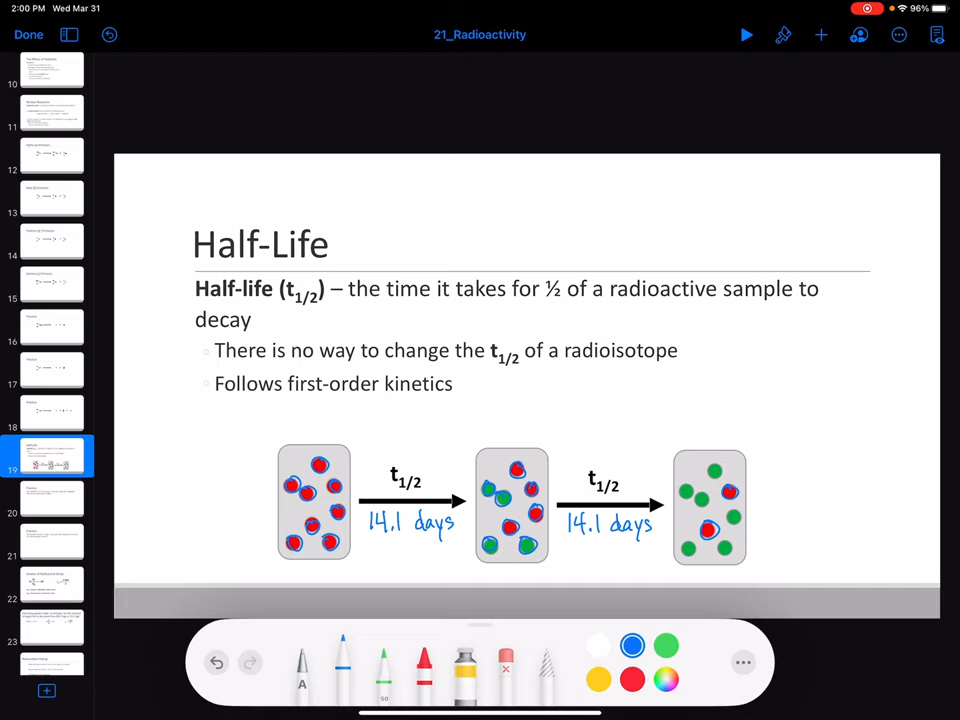 2:00 PM Wed Mar 31
96%
Done
21_Radioactivity
10
11
12
13
14
15
16
17
18
19
20
21
22
23
Half-Life
Half-life (t1/2) – the time it takes for ½ of a radioactive sample to
decay
There is no way to change the t1/2 of a radioisotope
Follows first-order kinetics
t1/2
14.1 days
t1/2
14.1 days
A
50